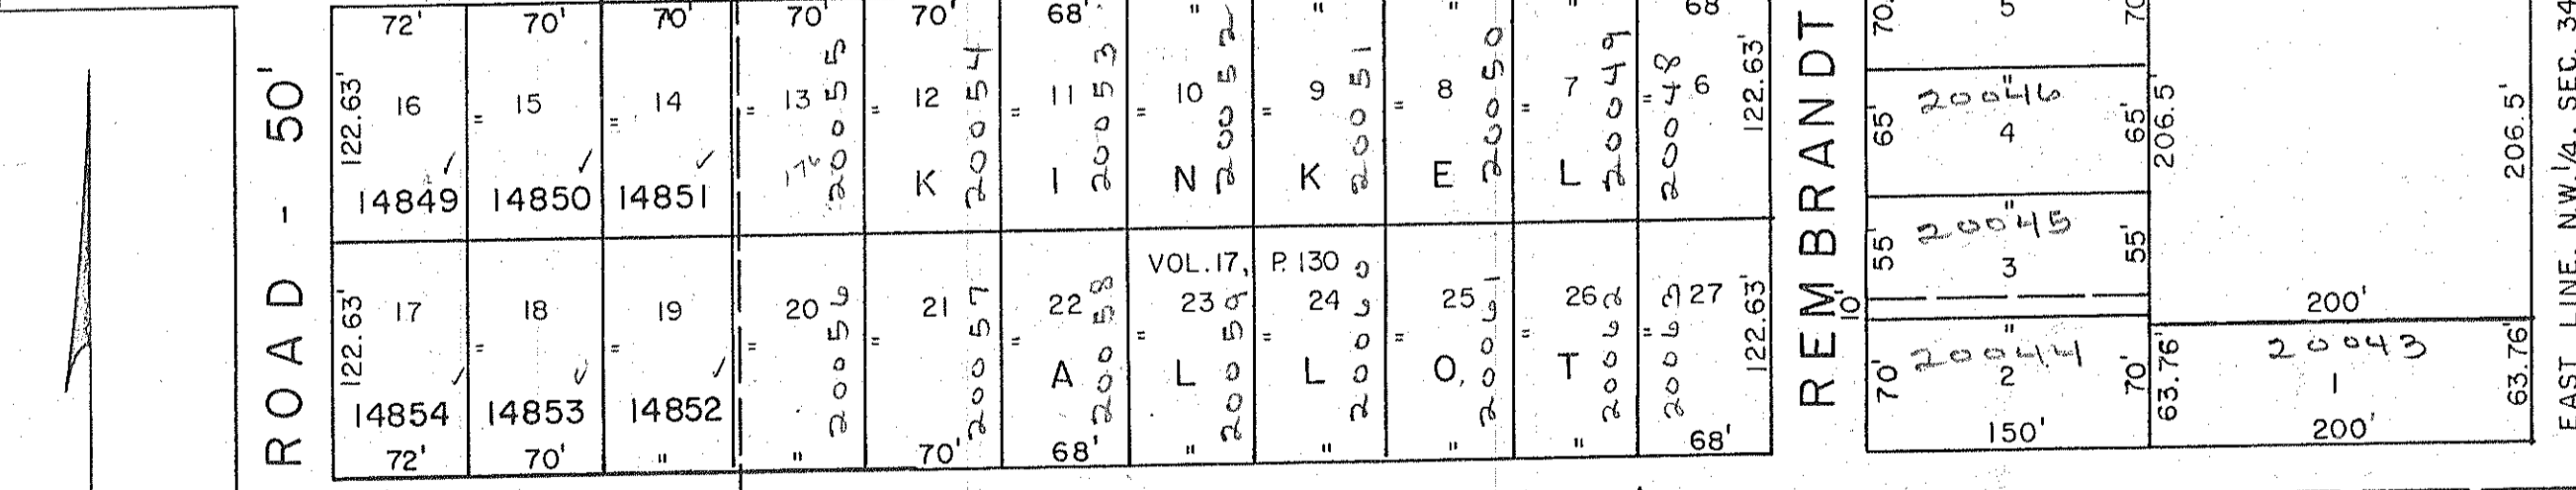 ROAD - 50'
72' 70' 70' 70' 70' 68' " " " " 68'
122.63' 16 " 15 " 14 " 13 " 12 " 11 " 10 " 9 " 8 " 7 " 6 122.63'
20055 20054 20053 20052 20051 20050 20049 20048
14849 14850 14851 K I N K E L
VOL. 17, P. 130
122.63' 17 " 18 " 19 " 20 " 21 " 22 " 23 " 24 " 25 " 26 " 27 122.63'
20056 20057 20058 20059 20060 20061 20062 20063
14854 14853 14852 A L L O. T
72' 70' " " 70' 68' " " " " 68'
REMBRANDT
10'
70. 5 70
65' 20046 " 4 65'
55' 20045 " 3 55'
70' 20044 " 2 70'
150'
206.5' 206.5'
200'
63.76' 20043 1 63.76'
200'
EAST LINE, N.W. 1/4, SEC. 34